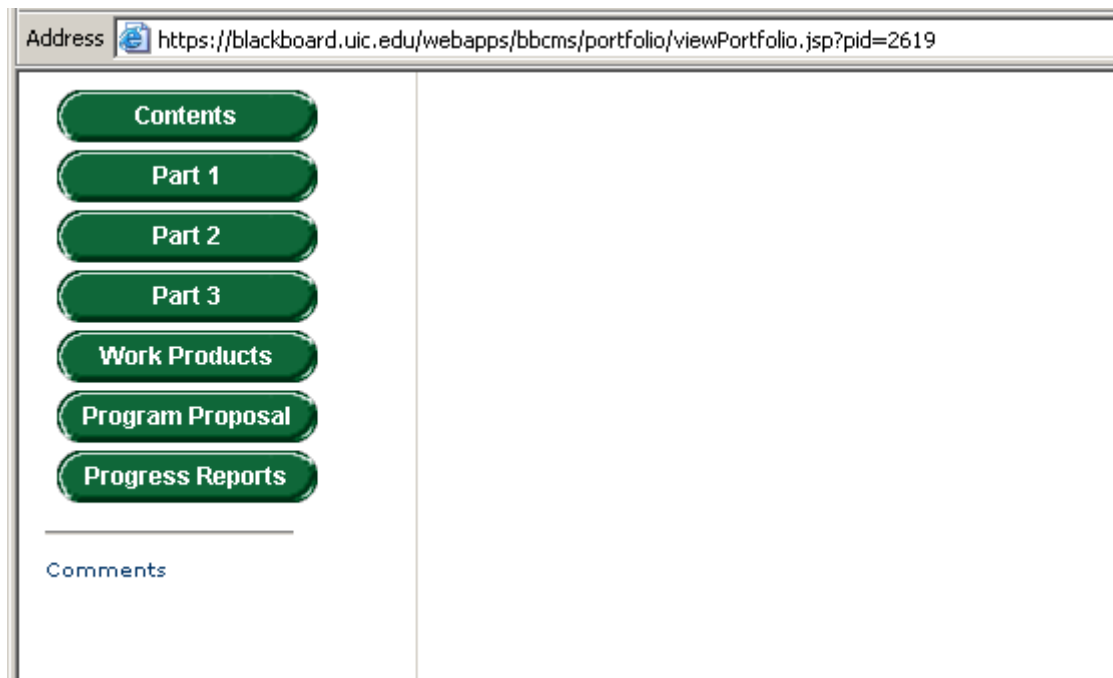 Address https://blackboard.uic.edu/webapps/bbcms/portfolio/viewPortfolio.jsp?pid=2619
Contents
Part 1
Part 2
Part 3
Work Products
Program Proposal
Progress Reports
Comments